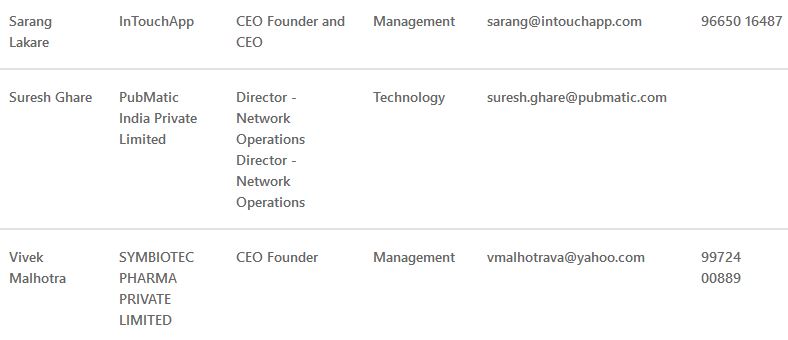 Sarang Lakare InTouchApp CEO Founder and CEO Management sarang@intouchapp.com 96650 16487
Suresh Ghare PubMatic India Private Limited Director - Network Operations Director - Network Operations Technology suresh.ghare@pubmatic.com
Vivek Malhotra SYMBIOTEC PHARMA PRIVATE LIMITED CEO Founder Management vmalhotrava@yahoo.com 99724 00889